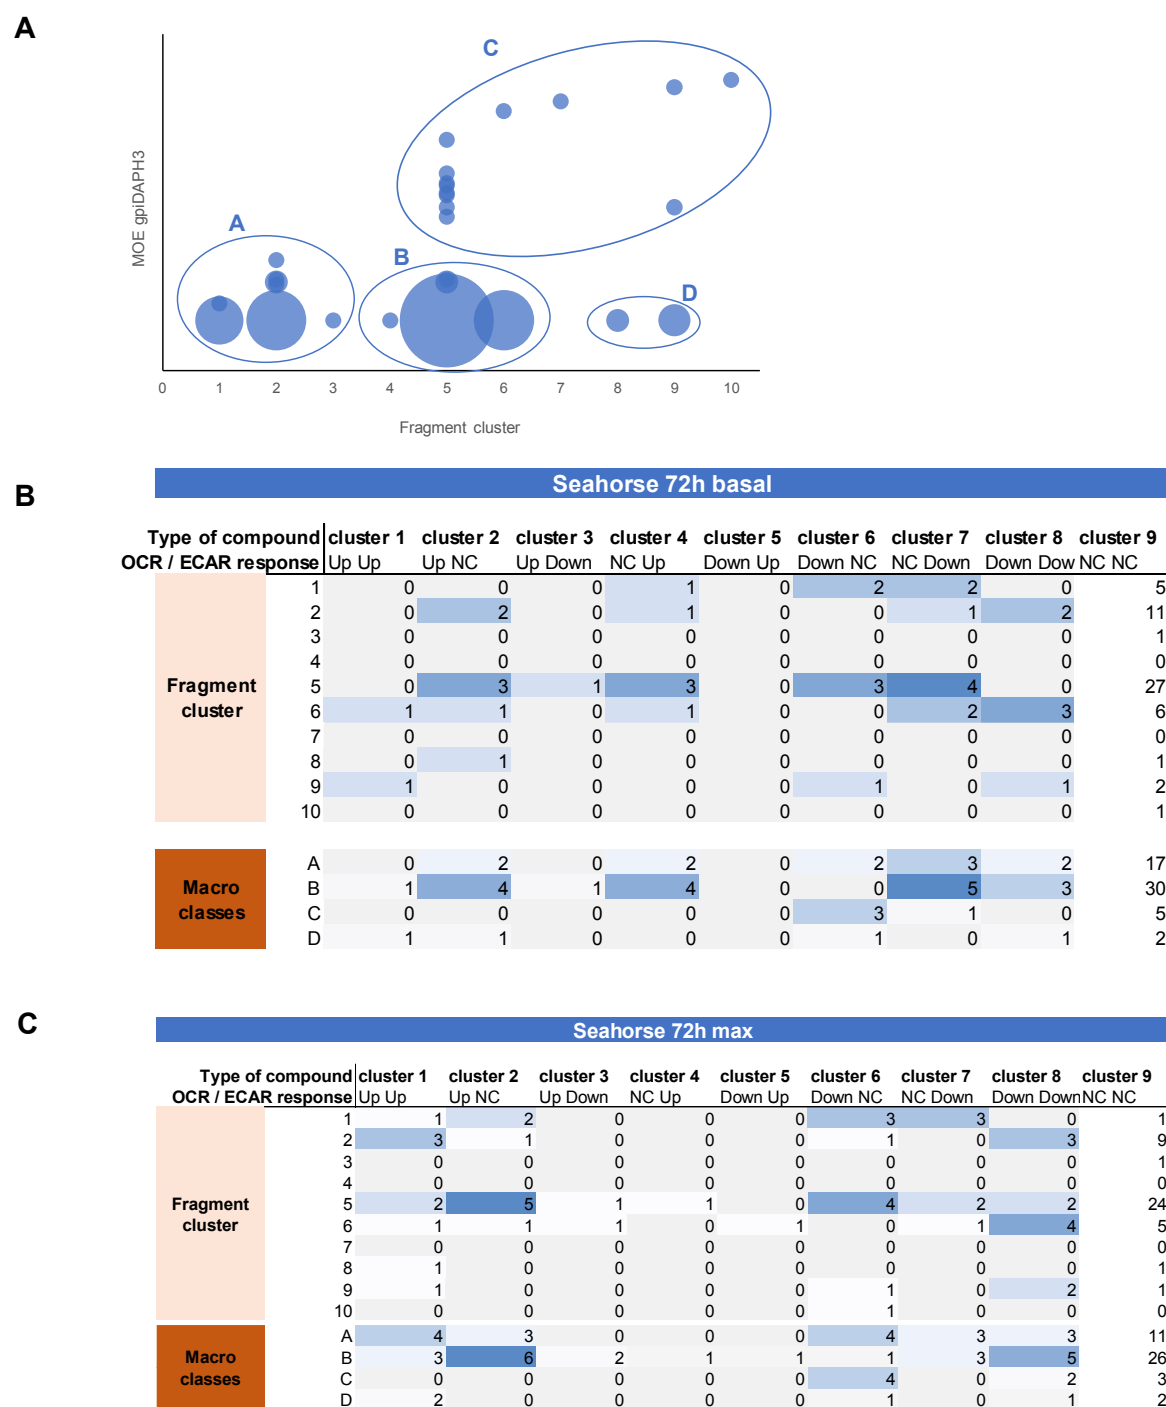 A
C
A
B
D
MOE gpiDAPH3
0 1 2 3 4 5 6 7 8 9 10
Fragment cluster
B
Seahorse 72h basal
Type of compound cluster 1 cluster 2 cluster 3 cluster 4 cluster 5 cluster 6 cluster 7 cluster 8 cluster 9
OCR / ECAR response Up Up Up NC Up Down NC Up Down Up Down NC NC Down Down Dow NC NC
1 0 0 0 1 0 2 2 0 5
2 0 2 0 1 0 0 1 2 11
3 0 0 0 0 0 0 0 0 1
4 0 0 0 0 0 0 0 0 0
Fragment cluster
5 0 3 1 3 0 3 4 0 27
6 1 1 0 1 0 0 2 3 6
7 0 0 0 0 0 0 0 0 0
8 0 1 0 0 0 0 0 0 1
9 1 0 0 0 0 1 0 1 2
10 0 0 0 0 0 0 0 0 1
A 0 2 0 2 0 2 3 2 17
Macro classes
B 1 4 1 4 0 0 5 3 30
C 0 0 0 0 0 3 1 0 5
D 1 1 0 0 0 1 0 1 2
C
Seahorse 72h max
Type of compound cluster 1 cluster 2 cluster 3 cluster 4 cluster 5 cluster 6 cluster 7 cluster 8 cluster 9
OCR / ECAR response Up Up Up NC Up Down NC Up Down Up Down NC NC Down Down Down NC NC
1 1 2 0 0 0 3 3 0 1
2 3 1 0 0 0 1 0 3 9
3 0 0 0 0 0 0 0 0 1
4 0 0 0 0 0 0 0 0 0
Fragment cluster
5 2 5 1 1 0 4 2 2 24
6 1 1 1 0 1 0 1 4 5
7 0 0 0 0 0 0 0 0 0
8 1 0 0 0 0 0 0 0 1
9 1 0 0 0 0 1 0 2 1
10 0 0 0 0 0 1 0 0 0
A 4 3 0 0 0 4 3 3 11
Macro classes
B 3 6 2 1 1 1 3 5 26
C 0 0 0 0 0 4 0 2 3
D 2 0 0 0 0 1 0 1 2